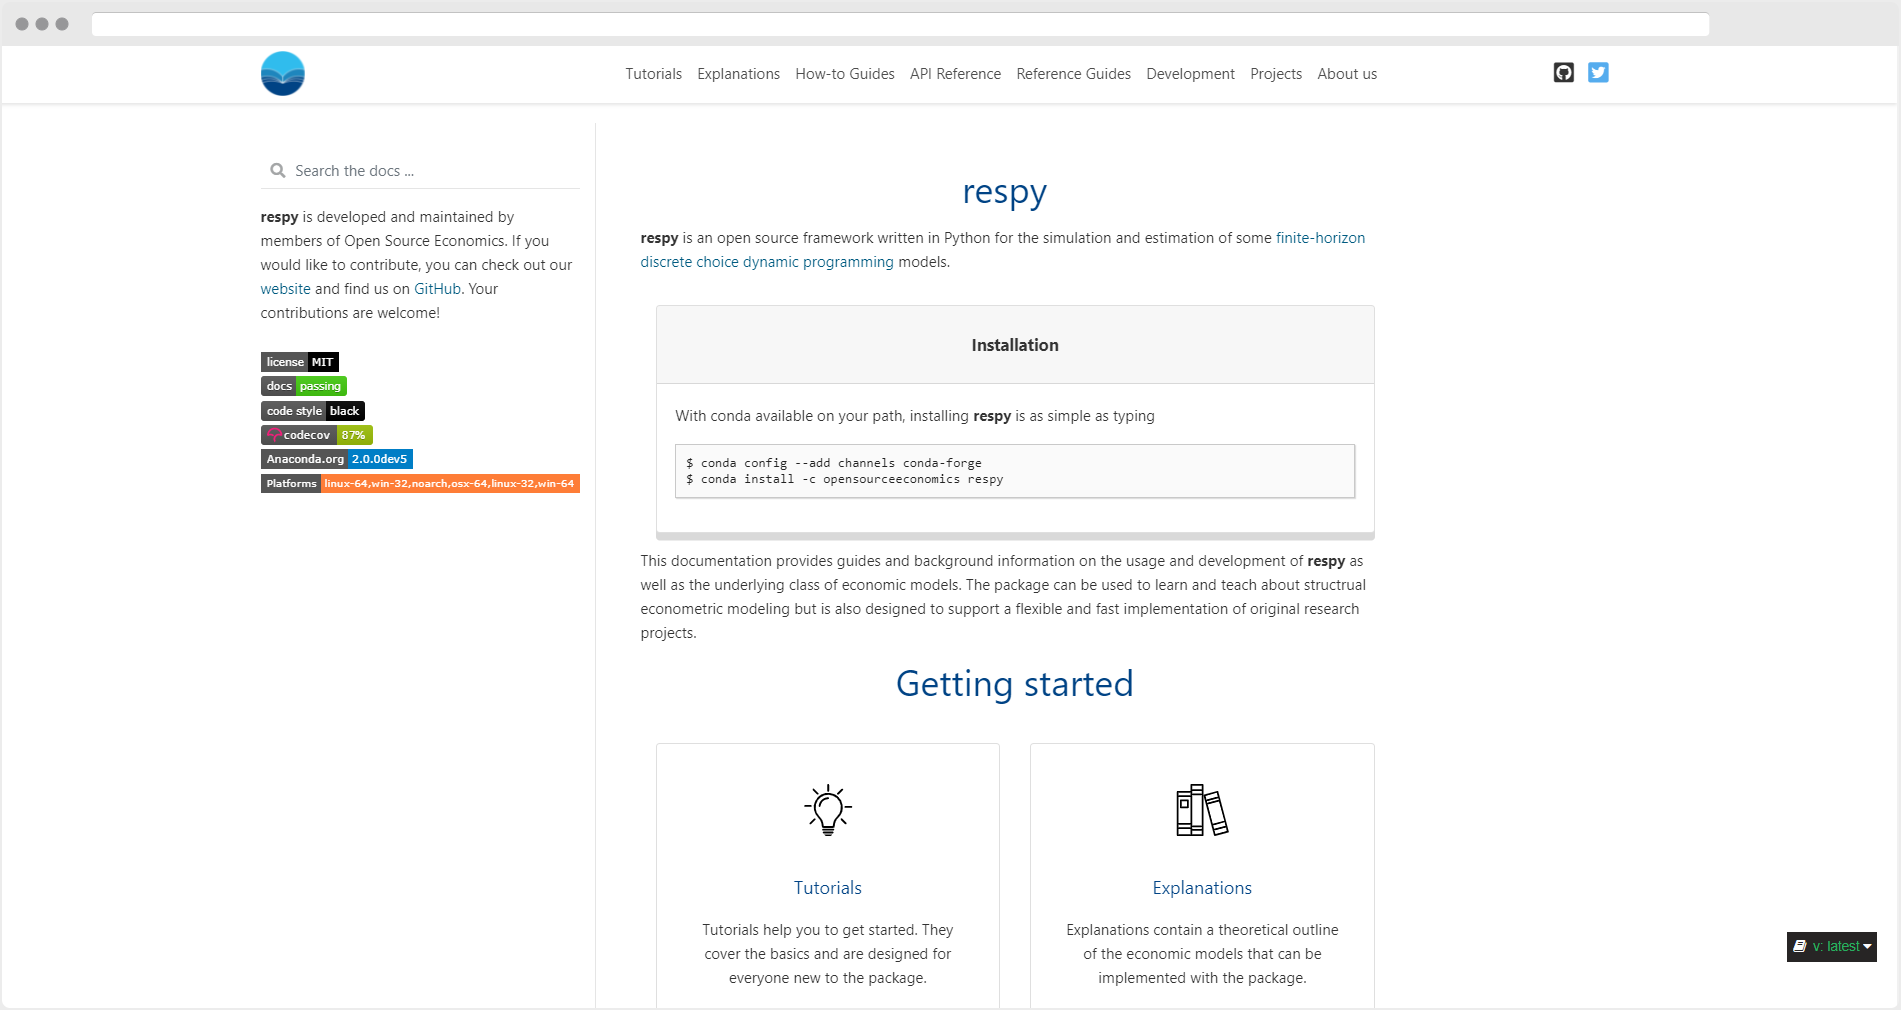 Tutorials Explanations How-to Guides API Reference Reference Guides Development Projects About us
Search the docs ...
respy is developed and maintained by
members of Open Source Economics. If you
would like to contribute, you can check out our
website and find us on GitHub. Your
contributions are welcome!
license MIT
docs passing
code style black
codecov 87%
Anaconda.org 2.0.0dev5
Platforms linux-64,win-32,noarch,osx-64,linux-32,win-64
respy
respy is an open source framework written in Python for the simulation and estimation of some finite-horizon
discrete choice dynamic programming models.
Installation
With conda available on your path, installing respy is as simple as typing
$ conda config --add channels conda-forge
$ conda install -c opensourceeconomics respy
This documentation provides guides and background information on the usage and development of respy as
well as the underlying class of economic models. The package can be used to learn and teach about structrual
econometric modeling but is also designed to support a flexible and fast implementation of original research
projects.
Getting started
Tutorials
Tutorials help you to get started. They
cover the basics and are designed for
everyone new to the package.
Explanations
Explanations contain a theoretical outline
of the economic models that can be
implemented with the package.
v: latest